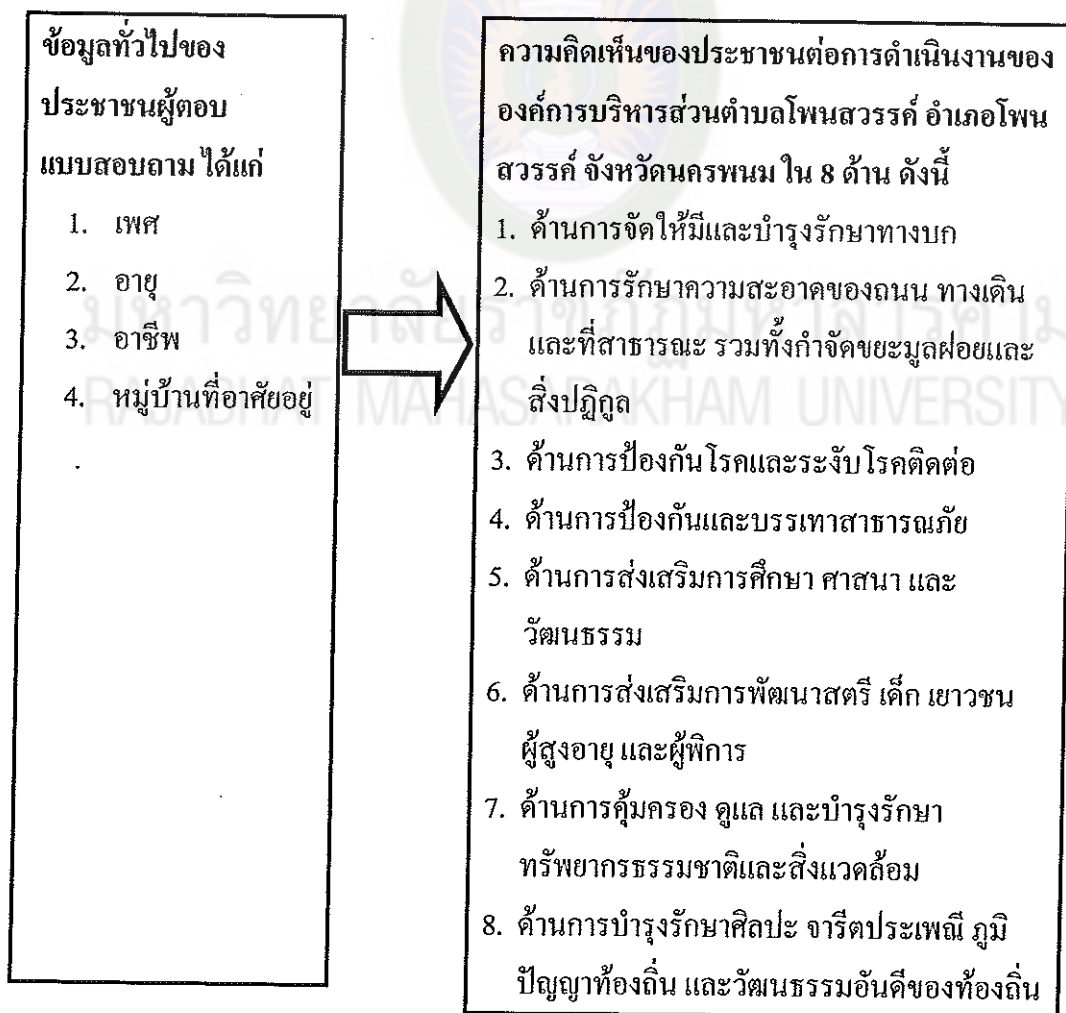 ข้อมูลทั่วไปของ
ประชาชนผู้ตอบ
แบบสอบถาม ได้แก่
1. เพศ
2. อายุ
3. อาชีพ
4. หมู่บ้านที่อาศัยอยู่
ความคิดเห็นของประชาชนต่อการดำเนินงานของ
องค์การบริหารส่วนตำบลโพนสวรรค์ อำเภอโพน
สวรรค์ จังหวัดนครพนม ใน 8 ด้าน ดังนี้
1. ด้านการจัดให้มีและบำรุงรักษาทางบก
2. ด้านการรักษาความสะอาดของถนน ทางเดิน
และที่สาธารณะ รวมทั้งกำจัดขยะมูลฝอยและ
สิ่งปฏิกูล
3. ด้านการป้องกันโรคและระงับโรคติดต่อ
4. ด้านการป้องกันและบรรเทาสาธารณภัย
5. ด้านการส่งเสริมการศึกษา ศาสนา และ
วัฒนธรรม
6. ด้านการส่งเสริมการพัฒนาสตรี เด็ก เยาวชน
ผู้สูงอายุ และผู้พิการ
7. ด้านการคุ้มครอง ดูแล และบำรุงรักษา
ทรัพยากรธรรมชาติและสิ่งแวดล้อม
8. ด้านการบำรุงรักษาศิลปะ จารีตประเพณี ภูมิ
ปัญญาท้องถิ่น และวัฒนธรรมอันดีของท้องถิ่น
มหาวิทยาลัยราชภัฏมหาสารคาม
RAJABHAT MAHASARAKHAM UNIVERSITY